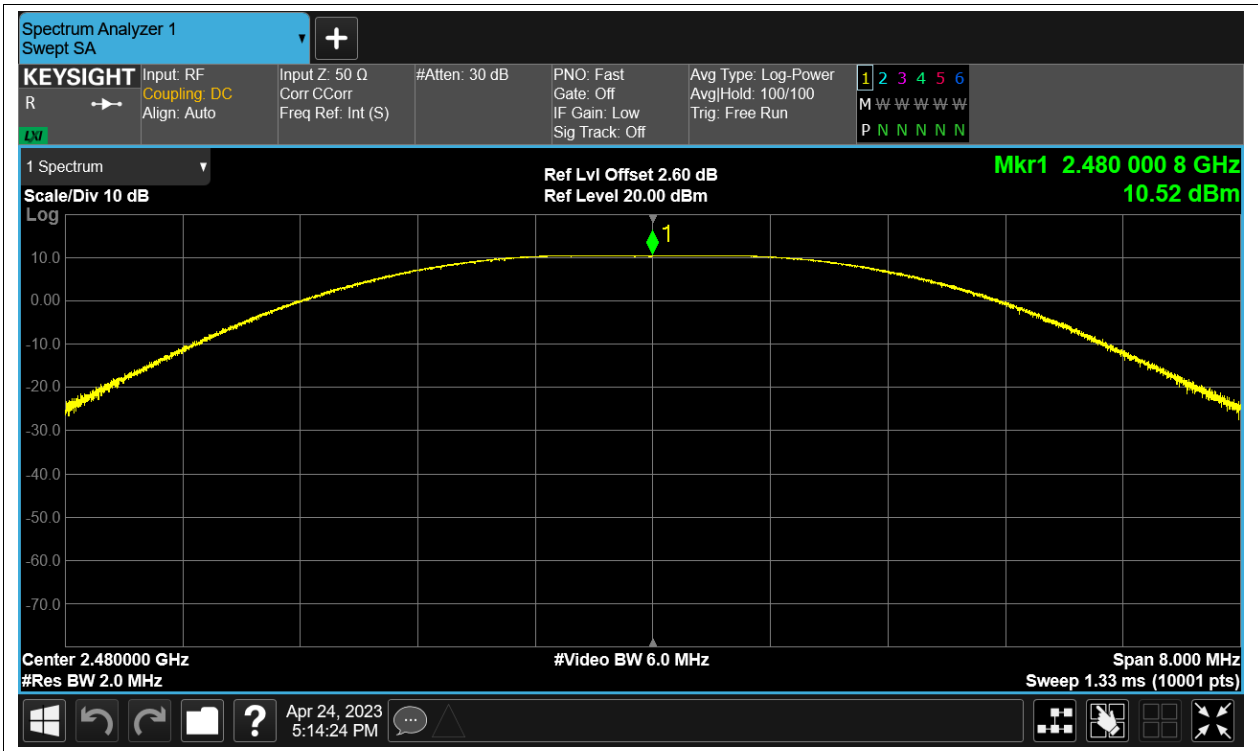 Spectrum Analyzer 1
Swept SA
KEYSIGHT
R
LXI
Input: RF
Coupling: DC
Align: Auto
Input Z: 50 Ω
Corr CCorr
Freq Ref: Int (S)
#Atten: 30 dB
PNO: Fast
Gate: Off
IF Gain: Low
Sig Track: Off
Avg Type: Log-Power
Avg|Hold: 100/100
Trig: Free Run
1 2 3 4 5 6
M W W W W W
P N N N N N
1 Spectrum
Scale/Div 10 dB
Log
Ref Lvl Offset 2.60 dB
Ref Level 20.00 dBm
Mkr1 2.480 000 8 GHz
10.52 dBm
1
10.0
0.00
-10.0
-20.0
-30.0
-40.0
-50.0
-60.0
-70.0
Center 2.480000 GHz
#Video BW 6.0 MHz
Span 8.000 MHz
#Res BW 2.0 MHz
Sweep 1.33 ms (10001 pts)
?
Apr 24, 2023
5:14:24 PM